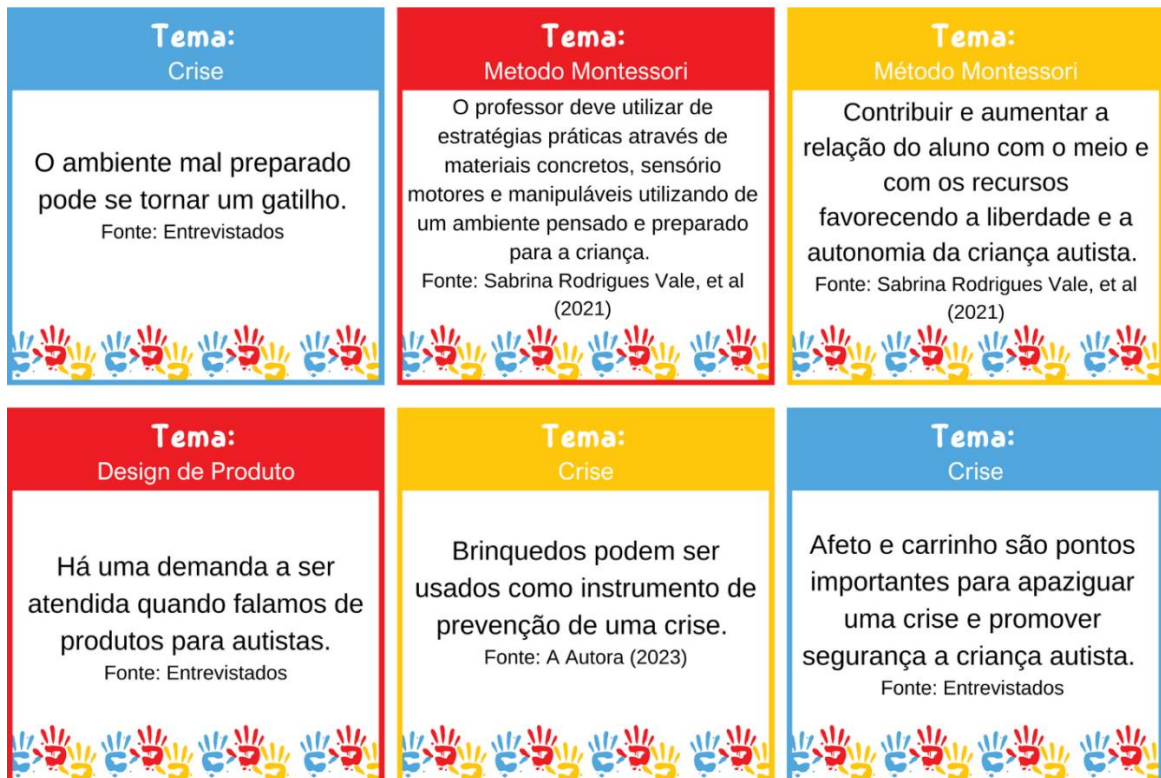 Tema:
Crise
O ambiente mal preparado
pode se tornar um gatilho.
Fonte: Entrevistados
Tema:
Metodo Montessori
O professor deve utilizar de
estratégias práticas através de
materiais concretos, sensório
motores e manipuláveis utilizando de
um ambiente pensado e preparado
para a criança.
Fonte: Sabrina Rodrigues Vale, et al
(2021)
Tema:
Método Montessori
Contribuir e aumentar a
relação do aluno com o meio e
com os recursos
favorecendo a liberdade e a
autonomia da criança autista.
Fonte: Sabrina Rodrigues Vale, et al
(2021)
Tema:
Design de Produto
Há uma demanda a ser
atendida quando falamos de
produtos para autistas.
Fonte: Entrevistados
Tema:
Crise
Brinquedos podem ser
usados como instrumento de
prevenção de uma crise.
Fonte: A Autora (2023)
Tema:
Crise
Afeto e carrinho são pontos
importantes para apaziguar
uma crise e promover
segurança a criança autista.
Fonte: Entrevistados